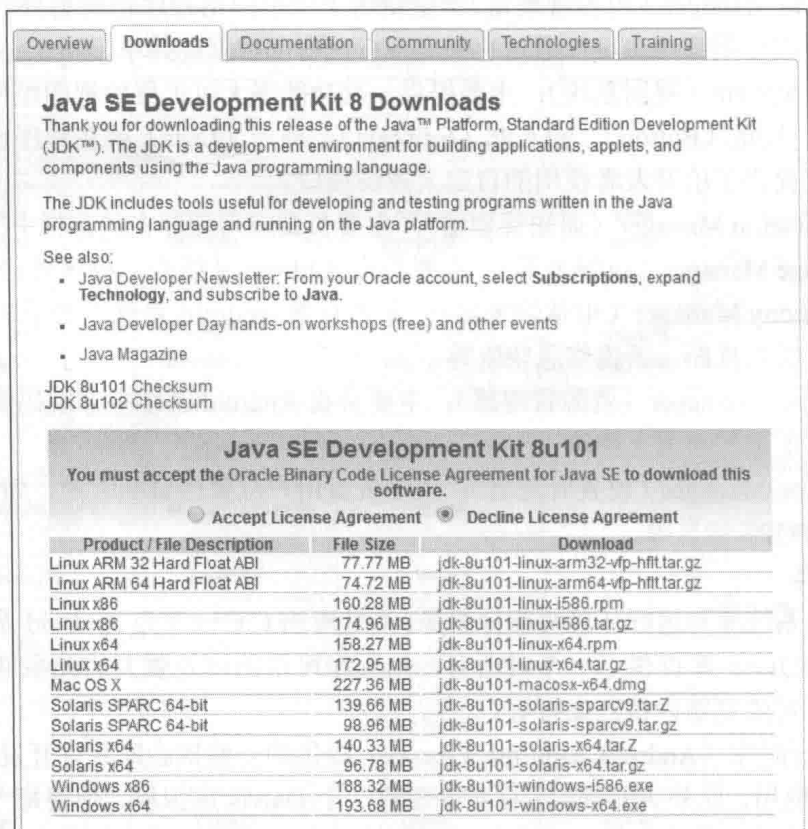 Overview Downloads Documentation Community Technologies Training
Java SE Development Kit 8 Downloads
Thank you for downloading this release of the Java™ Platform, Standard Edition Development Kit
(JDK™). The JDK is a development environment for building applications, applets, and
components using the Java programming language.
The JDK includes tools useful for developing and testing programs written in the Java
programming language and running on the Java platform.
See also:
▪ Java Developer Newsletter: From your Oracle account, select Subscriptions, expand
Technology, and subscribe to Java.
▪ Java Developer Day hands-on workshops (free) and other events
▪ Java Magazine
JDK 8u101 Checksum
JDK 8u102 Checksum
Java SE Development Kit 8u101
You must accept the Oracle Binary Code License Agreement for Java SE to download this
software.
Accept License Agreement Decline License Agreement
Product / File Description File Size Download
Linux ARM 32 Hard Float ABI 77.77 MB jdk-8u101-linux-arm32-vfp-hflt.tar.gz
Linux ARM 64 Hard Float ABI 74.72 MB jdk-8u101-linux-arm64-vfp-hflt.tar.gz
Linux x86 160.28 MB jdk-8u101-linux-i586.rpm
Linux x86 174.96 MB jdk-8u101-linux-i586.tar.gz
Linux x64 158.27 MB jdk-8u101-linux-x64.rpm
Linux x64 172.95 MB jdk-8u101-linux-x64.tar.gz
Mac OS X 227.36 MB jdk-8u101-macosx-x64.dmg
Solaris SPARC 64-bit 139.66 MB jdk-8u101-solaris-sparcv9.tar.Z
Solaris SPARC 64-bit 98.96 MB jdk-8u101-solaris-sparcv9.tar.gz
Solaris x64 140.33 MB jdk-8u101-solaris-x64.tar.Z
Solaris x64 96.78 MB jdk-8u101-solaris-x64.tar.gz
Windows x86 188.32 MB jdk-8u101-windows-i586.exe
Windows x64 193.68 MB jdk-8u101-windows-x64.exe